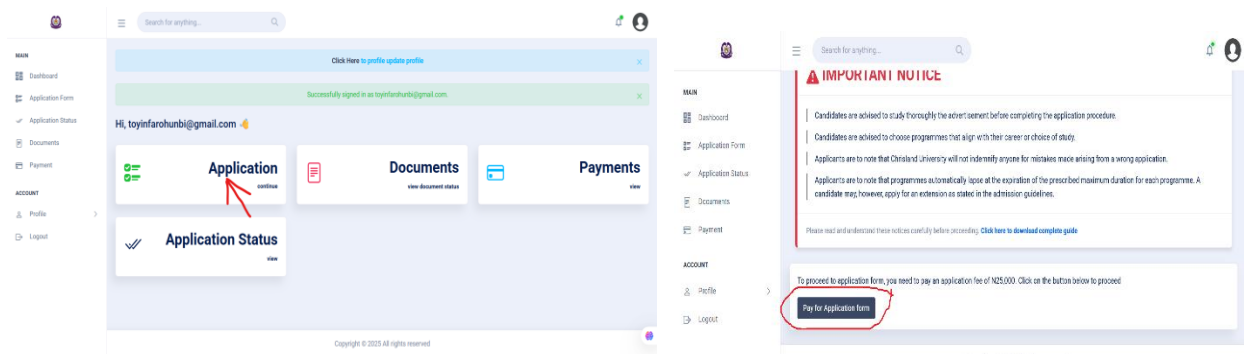 Search for anything...
MAIN
Dashboard
Application Form
Application Status
Documents
Payment
ACCOUNT
Profile
Logout
Click Here to profile update profile
Successfully signed in as toyinfarohunbi@gmail.com
Hi, toyinfarohunbi@gmail.com 👋
Application
continue
Documents
view document status
Payments
view
Application Status
view
Copyright © 2025 All rights reserved
Search for anything...
MAIN
Dashboard
Application Form
Application Status
Documents
Payment
ACCOUNT
Profile
Logout
IMPORTANT NOTICE
Candidates are advised to study thoroughly the advertisement before completing the application procedure.
Candidates are advised to choose programmes that align with their career or choice of study.
Applicants are to note that Chrisland University will not indemnify anyone for mistakes made arising from a wrong application.
Applicants are to note that programmes automatically lapse at the expiration of the prescribed maximum duration for each programme. A
candidate may, however, apply for an extension as stated in the admission guidelines.
Please read and understand these notices carefully before proceeding. Click here to download complete guide
To proceed to application form, you need to pay an application fee of N25,000. Click on the button below to proceed
Pay for Application form